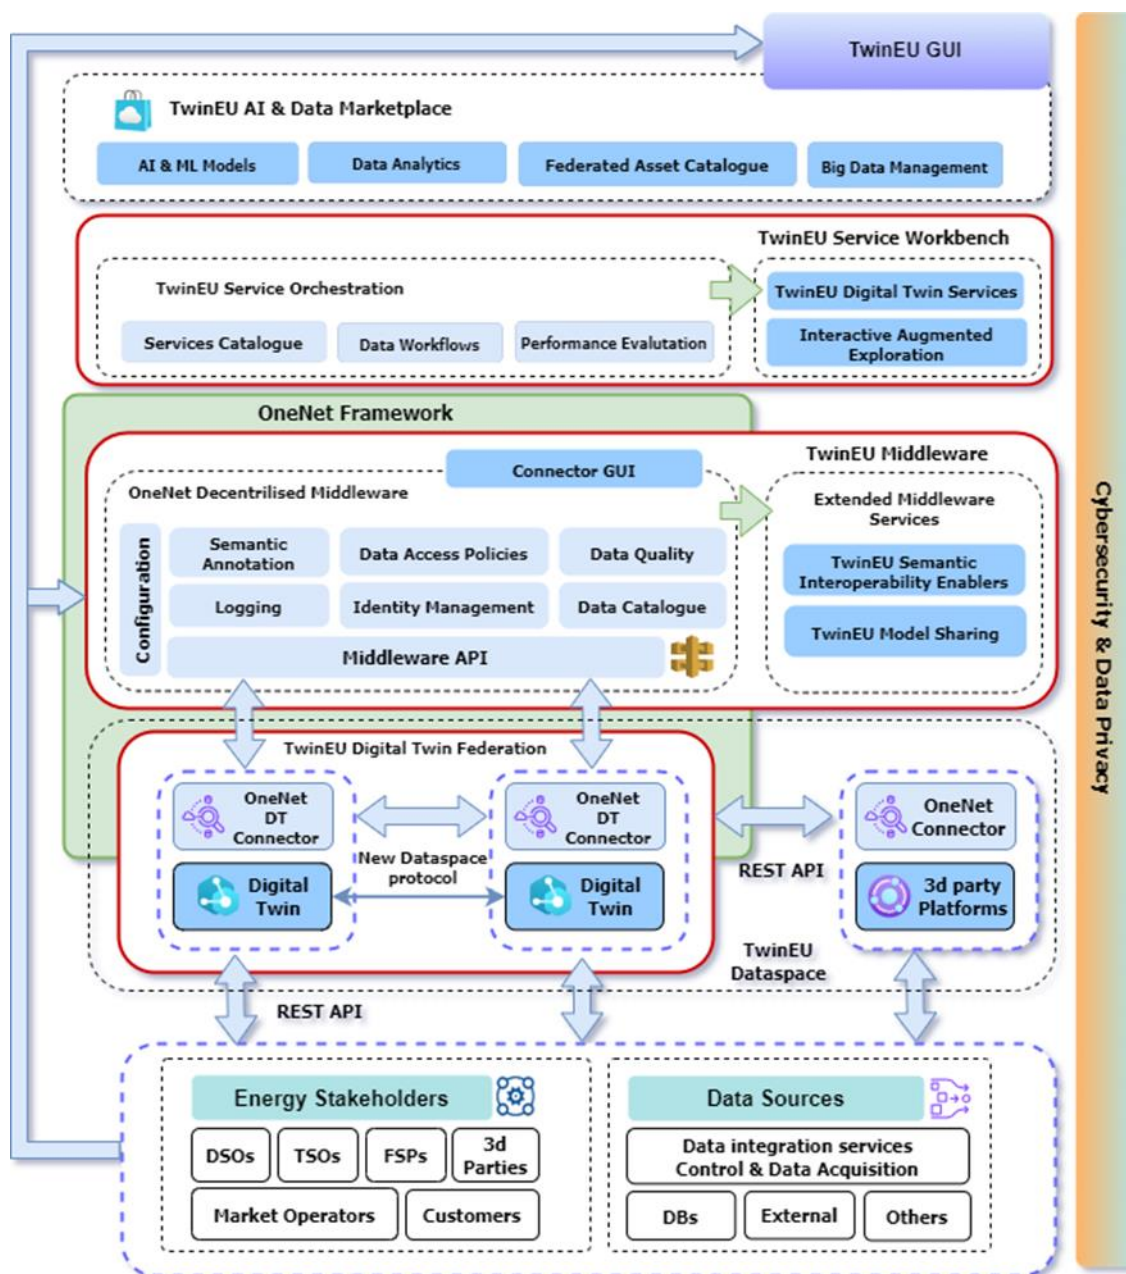 TwinEU GUI
TwinEU AI & Data Marketplace
AI & ML Models
Data Analytics
Federated Asset Catalogue
Big Data Management
TwinEU Service Workbench
TwinEU Service Orchestration
Services Catalogue
Data Workflows
Performance Evalutation
TwinEU Digital Twin Services
Interactive Augmented
Exploration
OneNet Framework
TwinEU Middleware
Connector GUI
OneNet Decentrilised Middleware
Configuration
Semantic
Annotation
Data Access Policies
Data Quality
Logging
Identity Management
Data Catalogue
Middleware API
Extended Middleware
Services
TwinEU Semantic
Interoperability Enablers
TwinEU Model Sharing
Cybersecurity & Data Privacy
TwinEU Digital Twin Federation
OneNet
DT
Connector
Digital
Twin
New Dataspace
protocol
OneNet
DT
Connector
Digital
Twin
REST API
OneNet
Connector
3d party
Platforms
TwinEU
Dataspace
REST API
Energy Stakeholders
DSOs
TSOs
FSPs
3d
Parties
Market Operators
Customers
Data Sources
Data integration services
Control & Data Acquisition
DBs
External
Others